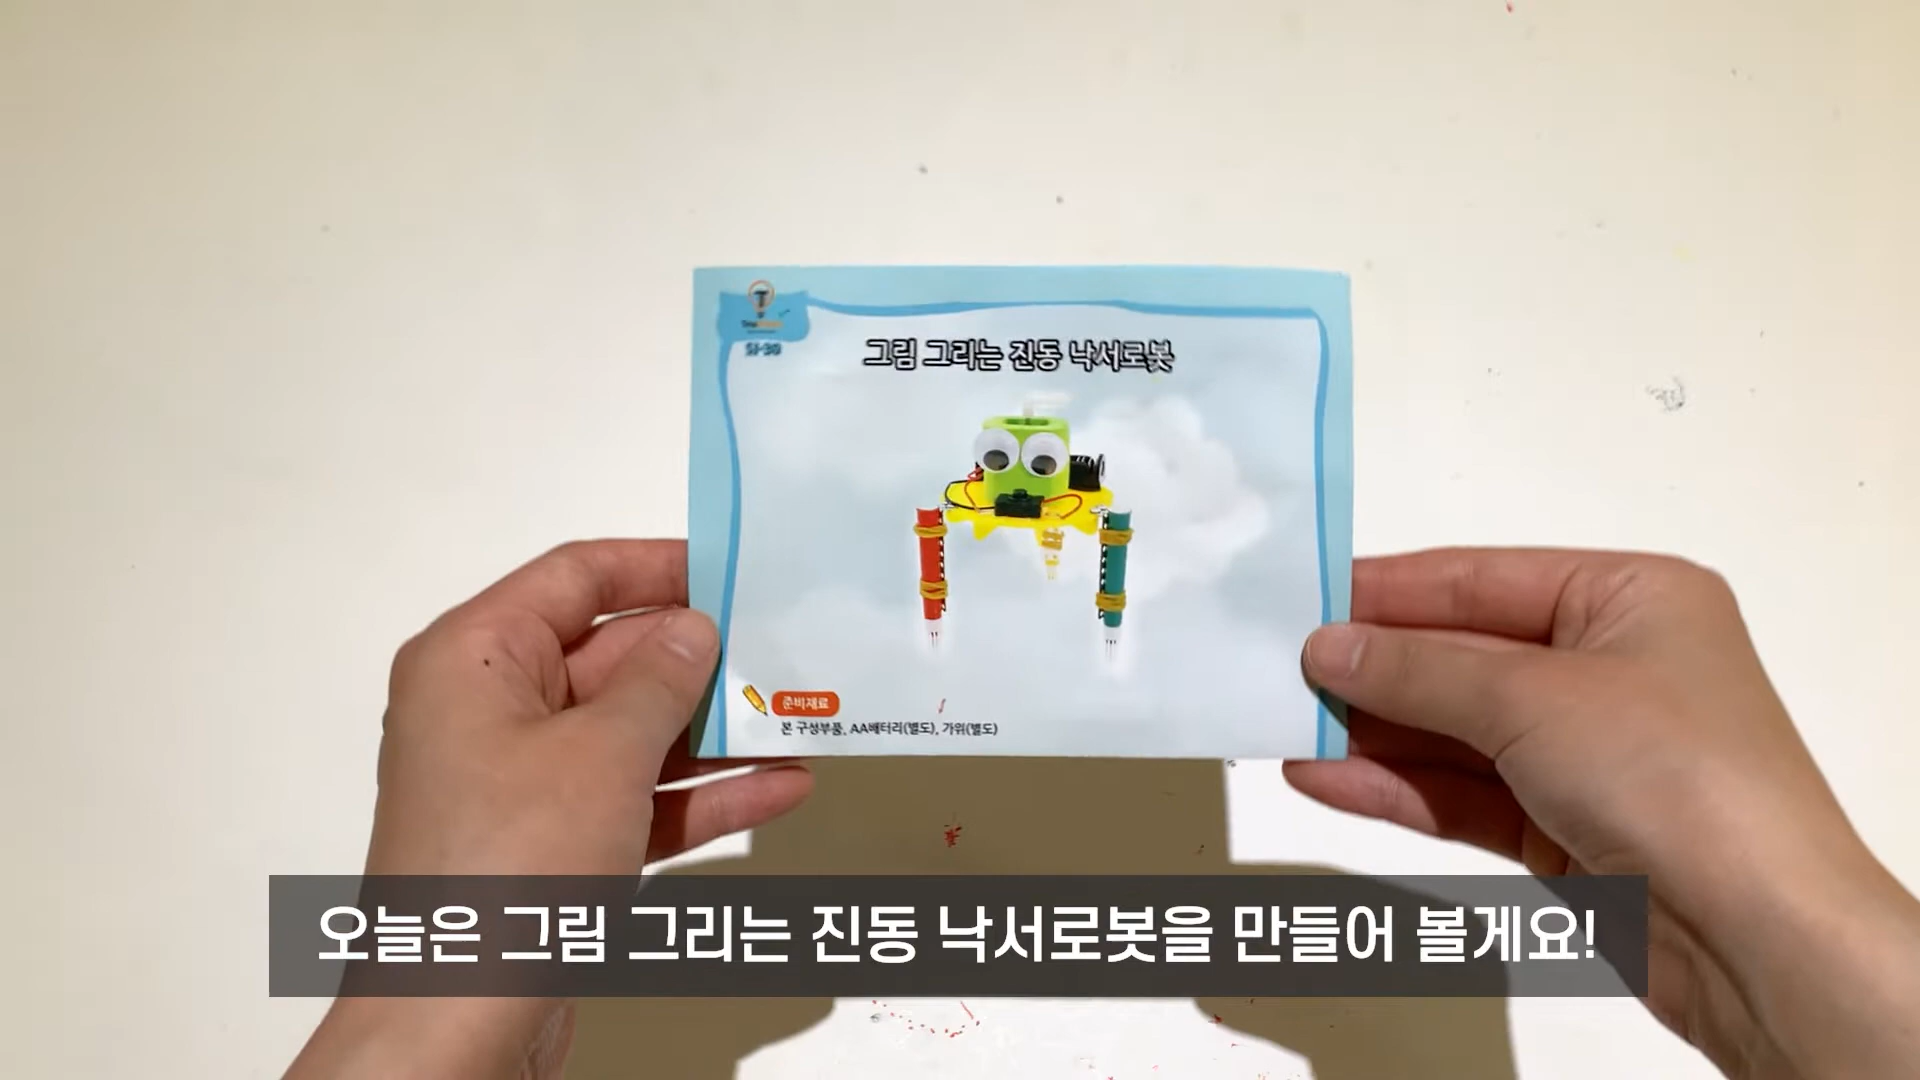 SI-30
그림 그리는 진동 낙서로봇
준비재료
본 구성부품, AA배터리(별도), 가위(별도)
오늘은 그림 그리는 진동 낙서로봇을 만들어 볼게요!